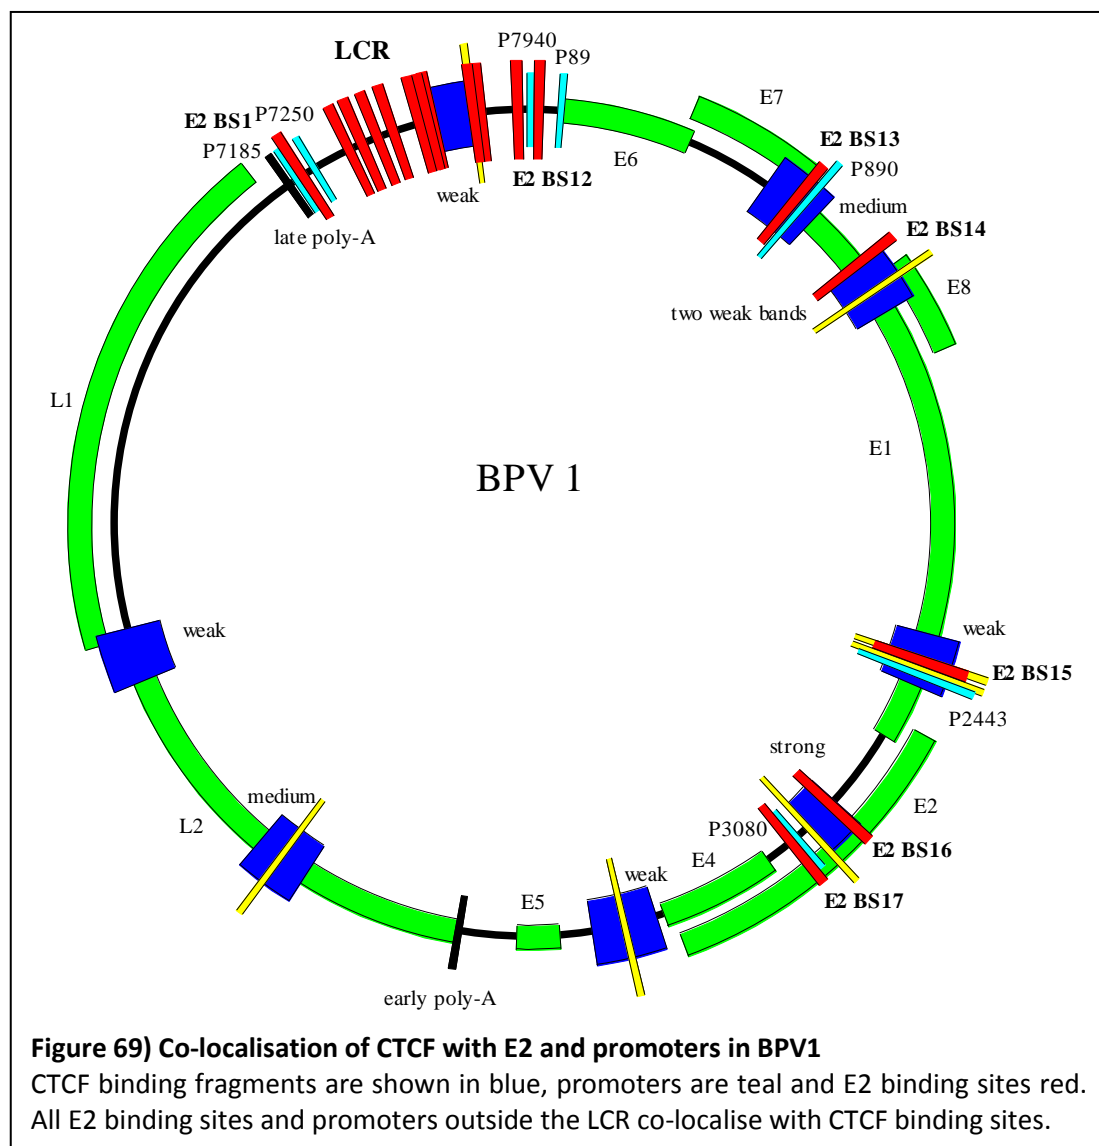 LCR
P7940
P89
E7
P7250
E2 BS1
P7185
E2 BS13
P890
E6
E2 BS12
weak
medium
late poly-A
E2 BS14
E8
two weak bands
L1
E1
BPV 1
weak
weak
E2 BS15
P2443
strong
medium
E2
L2
P3080
E2 BS16
E4
weak
E2 BS17
E5
early poly-A
Figure 69) Co-localisation of CTCF with E2 and promoters in BPV1
CTCF binding fragments are shown in blue, promoters are teal and E2 binding sites red.
All E2 binding sites and promoters outside the LCR co-localise with CTCF binding sites.